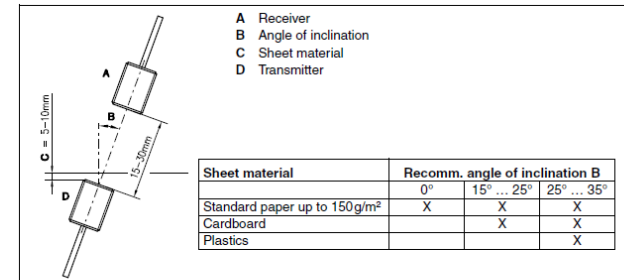 A Receiver
B Angle of inclination
C Sheet material
D Transmitter
A
B
C = 5–10mm
15–30mm
D
Sheet material Recomm. angle of inclination B
0° 15° ... 25° 25° ... 35°
Standard paper up to 150g/m² X X X
Cardboard X X
Plastics X